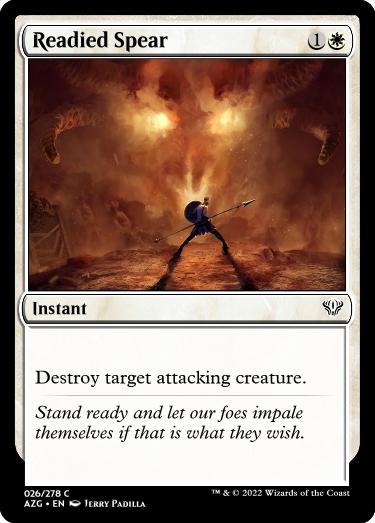 Readied Spear 1
Instant
Destroy target attacking creature.
Stand ready and let our foes impale
themselves if that is what they wish.
026/278 C
AZG • EN JERRY PADILLA
™ & © 2022 Wizards of the Coast